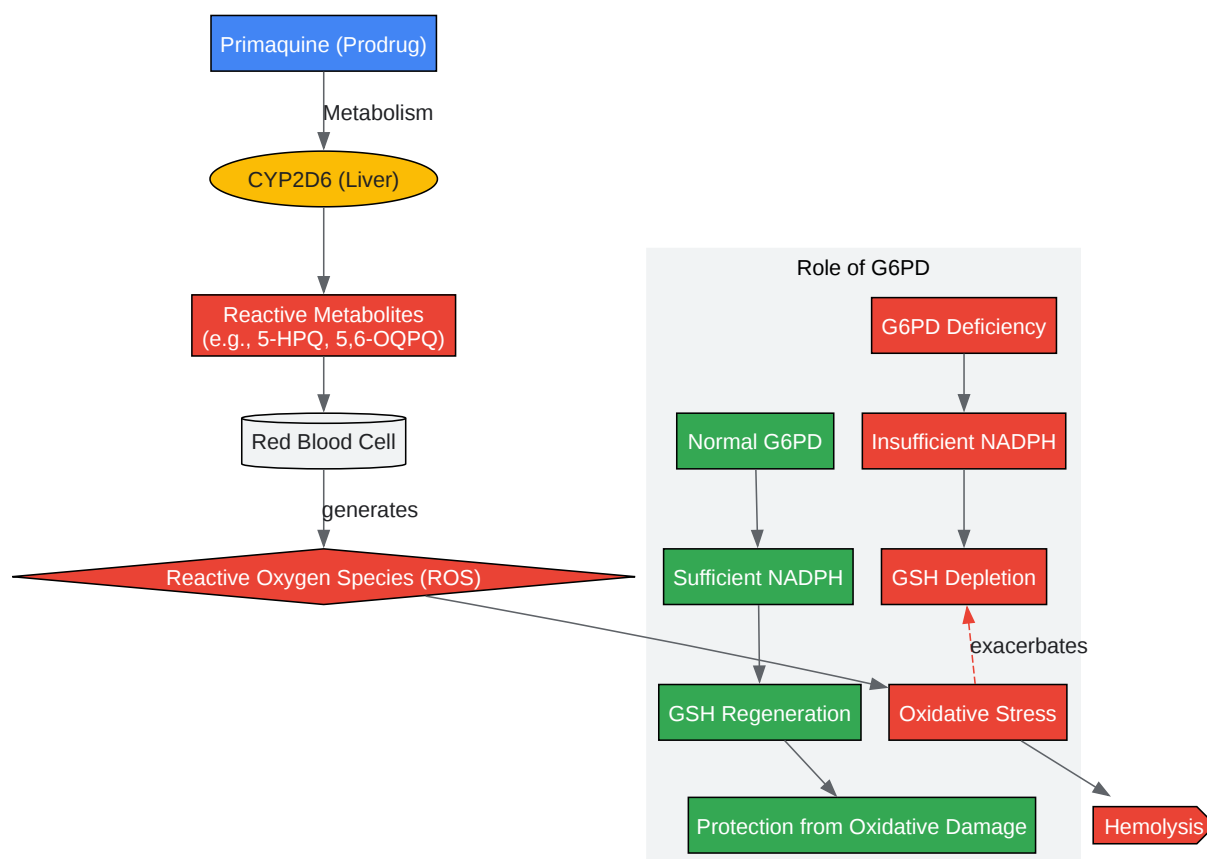 Primaquine (Prodrug)
Metabolism
CYP2D6 (Liver)
Reactive Metabolites
(e.g., 5-HPQ, 5,6-OQPQ)
Red Blood Cell
generates
Reactive Oxygen Species (ROS)
Role of G6PD
G6PD Deficiency
Normal G6PD
Insufficient NADPH
Sufficient NADPH
GSH Depletion
exacerbates
GSH Regeneration
Oxidative Stress
Protection from Oxidative Damage
Hemolysis